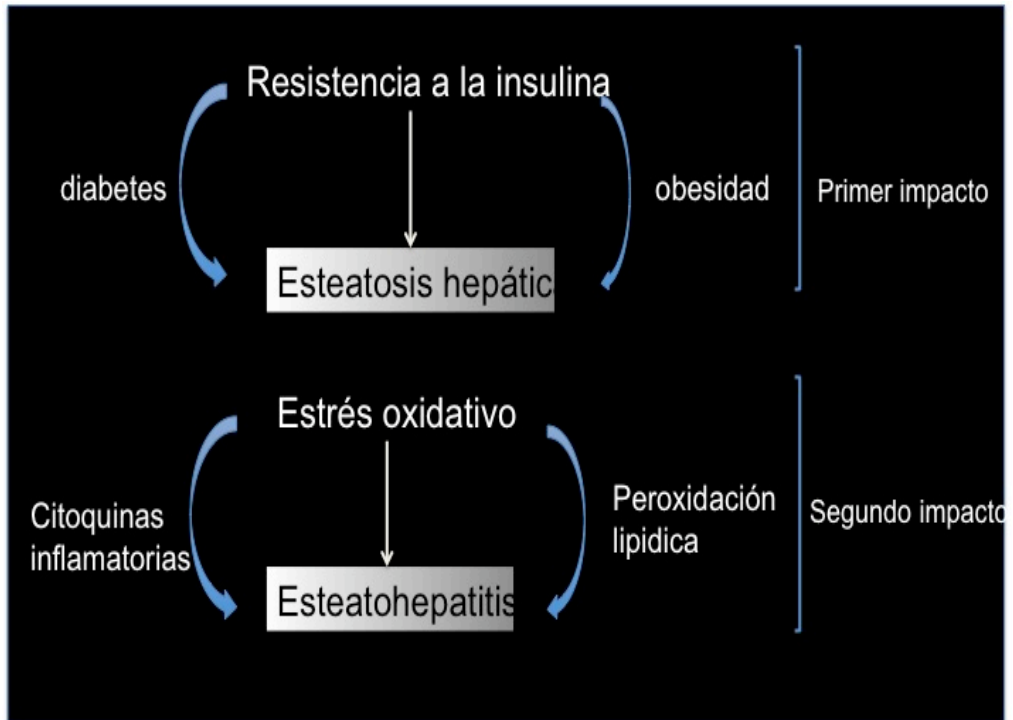 Resistencia a la insulina
diabetes
obesidad
Primer impacto
Esteatosis hepátic
Estrés oxidativo
Citoquinas
inflamatorias
Peroxidación
lipidica
Segundo impacto
Esteatohepatitis